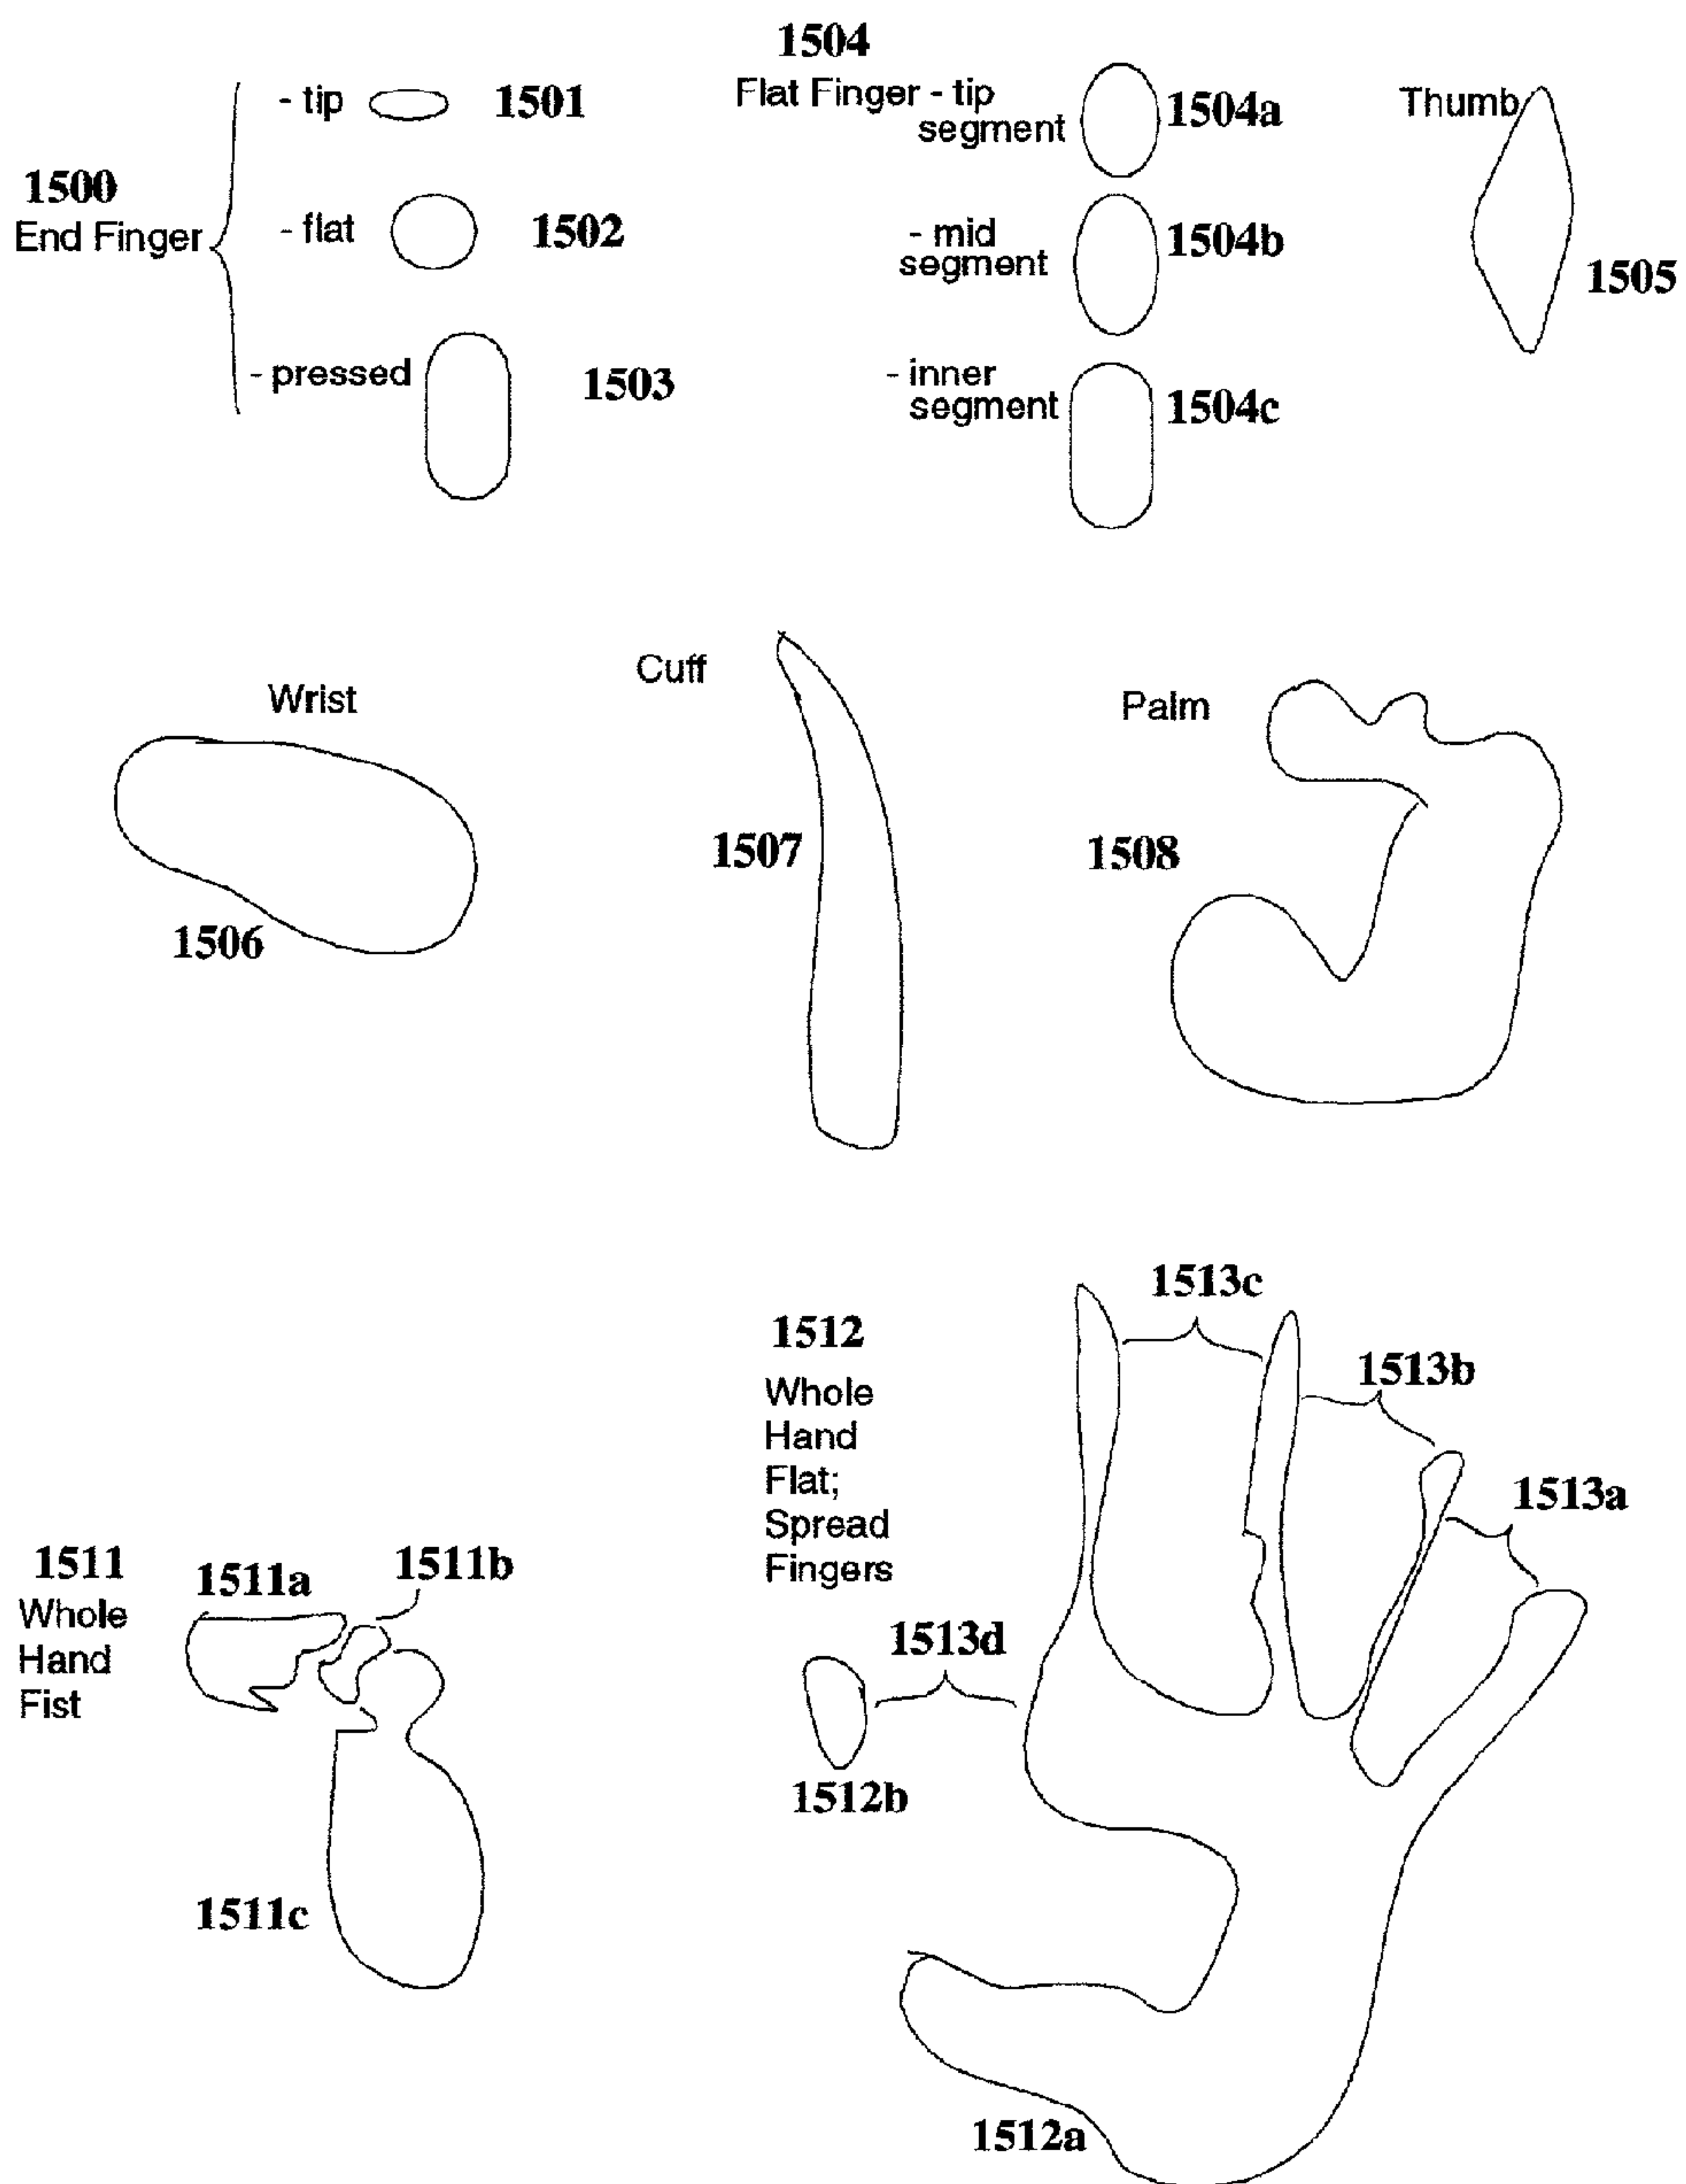 1500
End Finger
- tip
1501
- flat
1502
- pressed
1503
1504
Flat Finger - tip
segment
1504a
- mid
segment
1504b
- inner
segment
1504c
Thumb
1505
Wrist
1506
Cuff
1507
Palm
1508
1511
Whole
Hand
Fist
1511a
1511b
1511c
1512
Whole
Hand
Flat;
Spread
Fingers
1513c
1513b
1513a
1513d
1512b
1512a